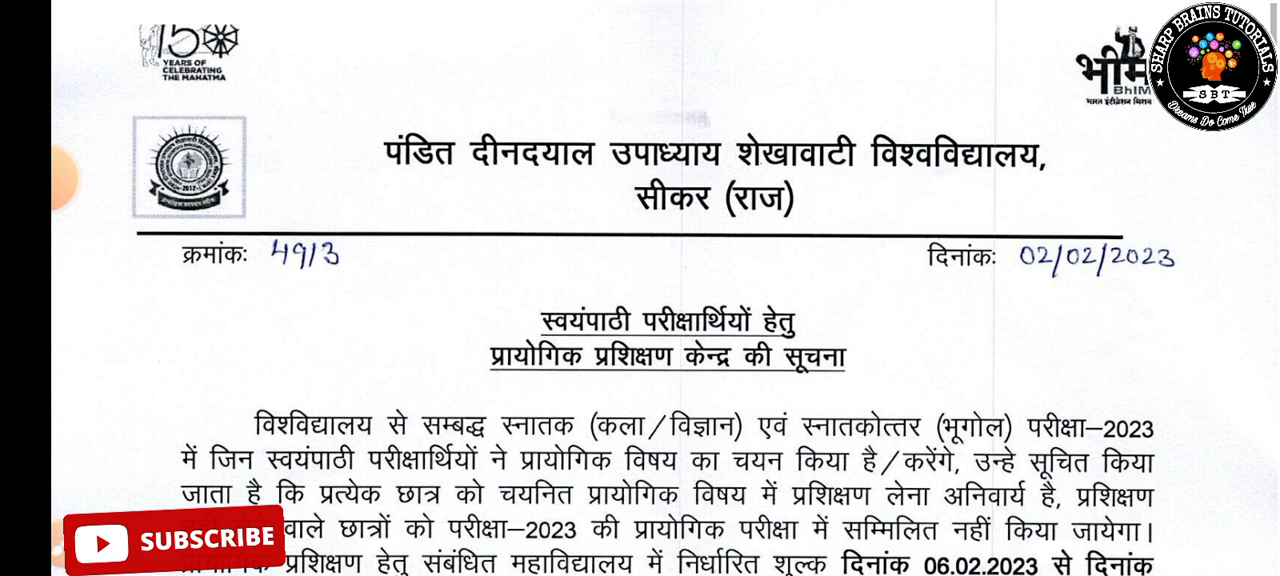 150
YEARS OF
CELEBRATING
THE MAHATMA
भीम
BHIM
SHARP BRAINS TUTORIALS
SBT
Dreams Do Come True
पंडित दीनदयाल उपाध्याय शेखावाटी विश्वविद्यालय,
सीकर (राज)
क्रमांकः 4913 दिनांकः 02/02/2023
स्वयंपाठी परीक्षार्थियों हेतु
प्रायोगिक प्रशिक्षण केन्द्र की सूचना
विश्वविद्यालय से सम्बद्ध स्नातक (कला/विज्ञान) एवं स्नातकोत्तर (भूगोल) परीक्षा–2023
में जिन स्वयंपाठी परीक्षार्थियों ने प्रायोगिक विषय का चयन किया है/करेंगे, उन्हे सूचित किया
जाता है कि प्रत्येक छात्र को चयनित प्रायोगिक विषय में प्रशिक्षण लेना अनिवार्य है, प्रशिक्षण
वाले छात्रों को परीक्षा–2023 की प्रायोगिक परीक्षा में सम्मिलित नहीं किया जायेगा।
प्रशिक्षण हेतु संबंधित महाविद्यालय में निर्धारित शुल्क दिनांक 06.02.2023 से दिनांक
SUBSCRIBE